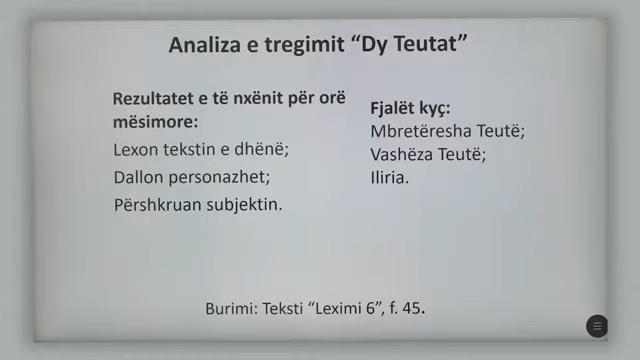 Analiza e tregimit “Dy Teutat”
Rezultatet e të nxënit për orë
mësimore:
Lexon tekstin e dhënë;
Dallon personazhet;
Përshkruan subjektin.
Fjalët kyç:
Mbretëresha Teutë;
Vashëza Teutë;
Iliria.
Burimi: Teksti “Leximi 6”, f. 45.